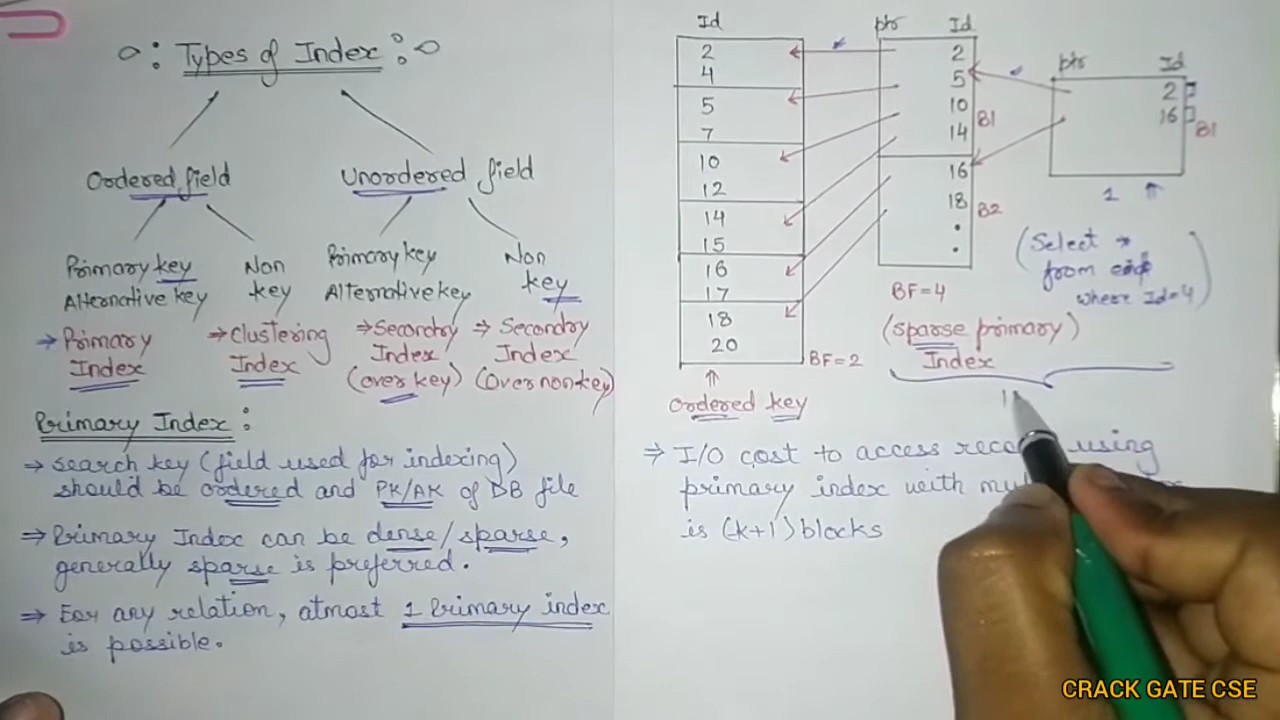 Types of Index
Ordered field
Unordered field
Primary key
Alternative key
Non
key
Primary key
Alternative key
Non
key
→ Primary
Index
⇒ Clustering
Index
⇒ Secondry
Index
(over key)
⇒ Secondry
Index
(Over nonkey)
Primary Index :
→ Search key (field used for indexing)
should be ordered and PK/AK of DB file
⇒ Primary Index can be dense/sparse,
generally sparse is preferred.
⇒ For any relation, atmost 1 Primary index
is possible.
Id
2
4
5
7
10
12
14
15
16
17
18
20
BF=2
Ordered key
ptr Id
2
5
10
14
B1
16
18
B2
BF=4
(sparse primary)
Index
ptr Id
2
16
B1
1
(Select *
from
where Id=4)
⇒ I/O cost to access using
primary index with
is (k+1) blocks
CRACK GATE CSE